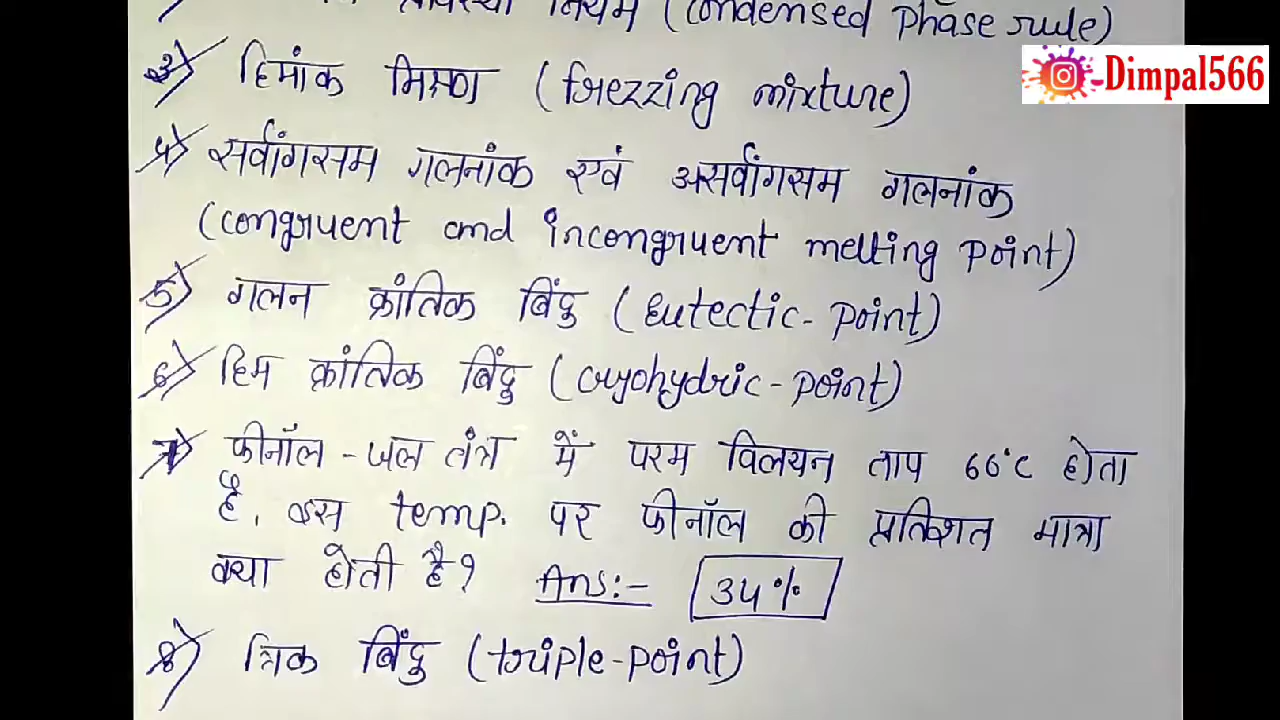 नियम (Condensed Phase rule)
3) हिमांक मिश्रण (frezzing mixture)
4) सर्वांगसम गलनांक एवं असर्वांगसम गलनांक
(congruent and incongruent melting point)
5) गलन क्रांतिक बिंदु (Eutectic-point)
6) हिम क्रांतिक बिंदु (cryohydric-point)
7) फीनॉल-जल तंत्र में परम विलयन ताप 66°C होता
है, इस temp. पर फीनॉल की प्रतिशत मात्रा
क्या होती है? Ans:- 34%
8) त्रिक बिंदु (triple-point)
Dimpal566